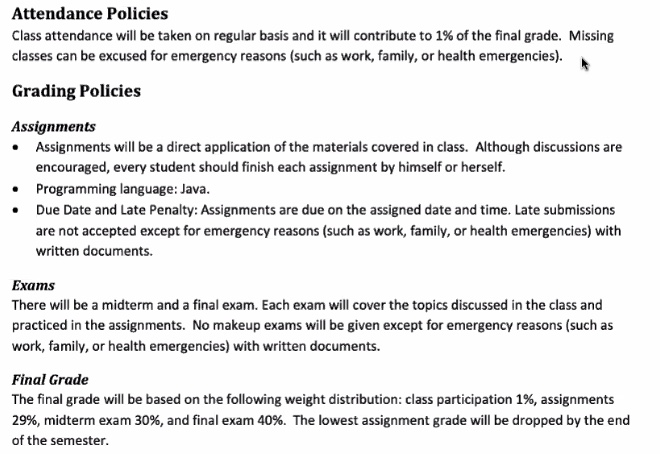 Attendance Policies
Class attendance will be taken on regular basis and it will contribute to 1% of the final grade.  Missing
classes can be excused for emergency reasons (such as work, family, or health emergencies).
Grading Policies
Assignments
• Assignments will be a direct application of the materials covered in class.  Although discussions are
encouraged, every student should finish each assignment by himself or herself.
• Programming language: Java.
• Due Date and Late Penalty: Assignments are due on the assigned date and time. Late submissions
are not accepted except for emergency reasons (such as work, family, or health emergencies) with
written documents.
Exams
There will be a midterm and a final exam. Each exam will cover the topics discussed in the class and
practiced in the assignments.  No makeup exams will be given except for emergency reasons (such as
work, family, or health emergencies) with written documents.
Final Grade
The final grade will be based on the following weight distribution: class participation 1%, assignments
29%, midterm exam 30%, and final exam 40%.  The lowest assignment grade will be dropped by the end
of the semester.